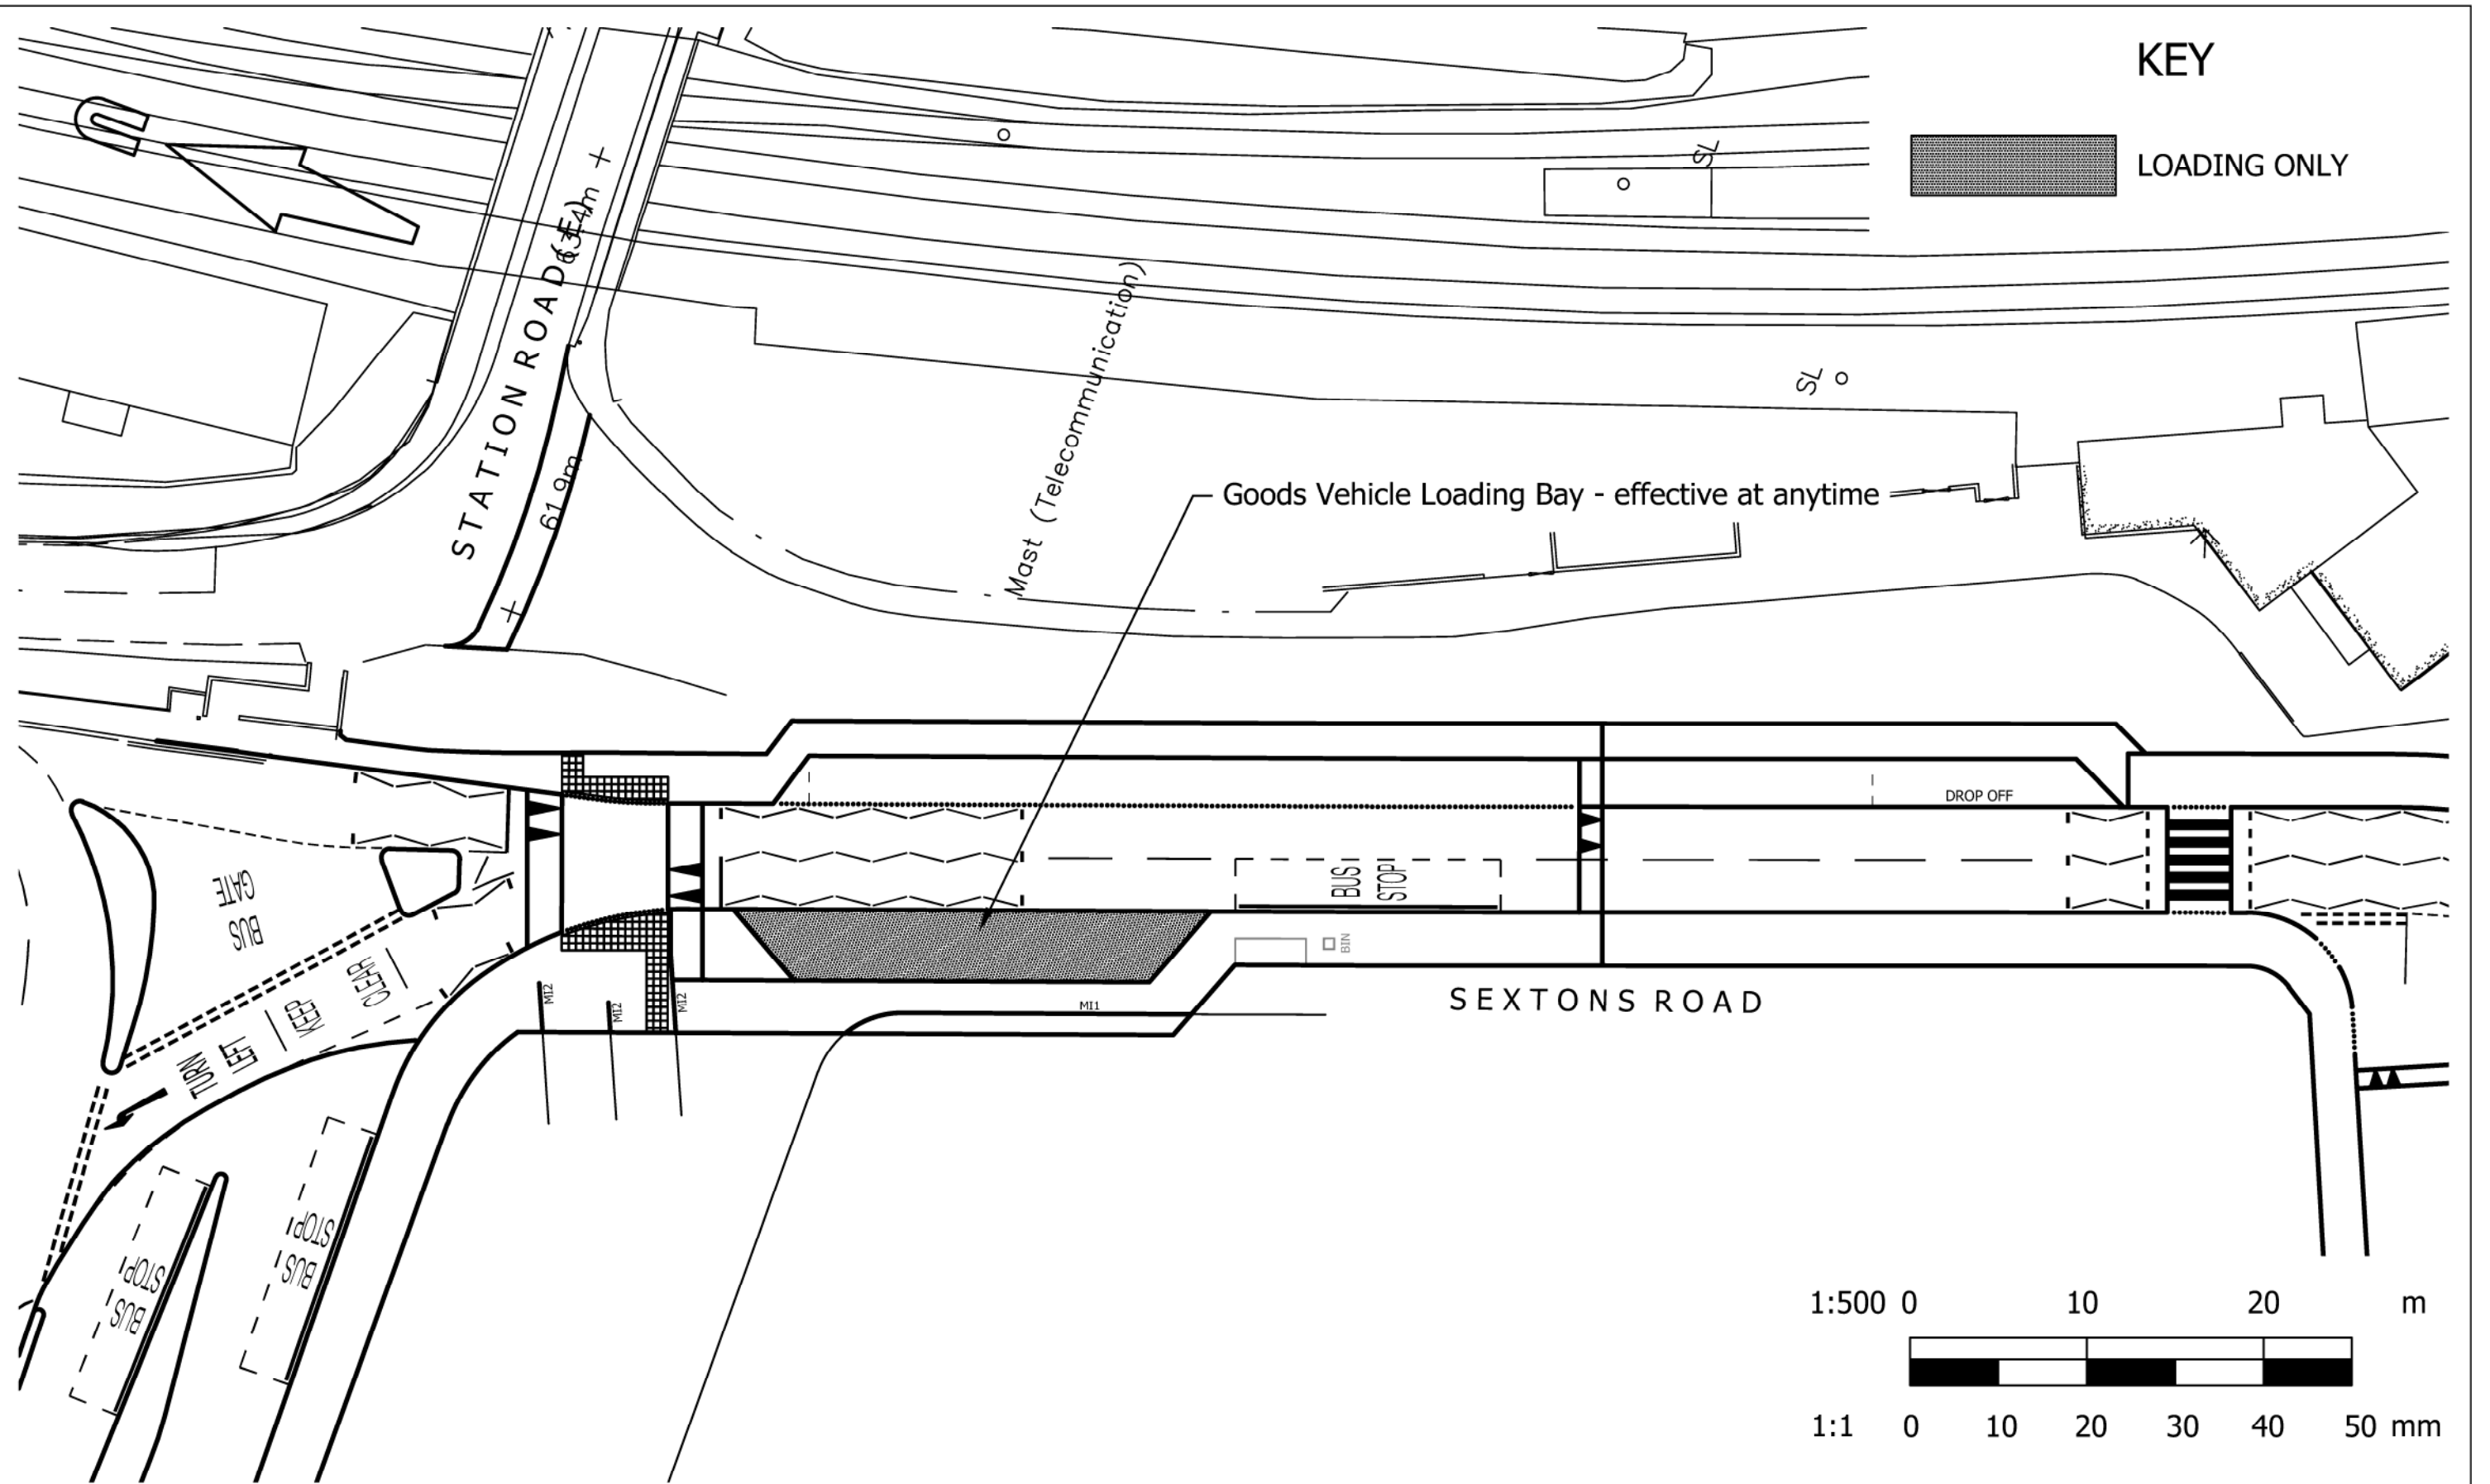 KEY
LOADING ONLY
SL
STATION ROAD (E)
63.4m
Mast (Telecommunication)
SL
61.9m
Goods Vehicle Loading Bay - effective at anytime
DROP OFF
BUS
STOP
BUS
GATE
BIN
KEEP
CLEAR
TURN
LEFT
MI2
MI2
MI2
MI1
SEXTONS ROAD
BUS
STOP
BUS
STOP
1:500 0 10 20 m
1:1 0 10 20 30 40 50 mm